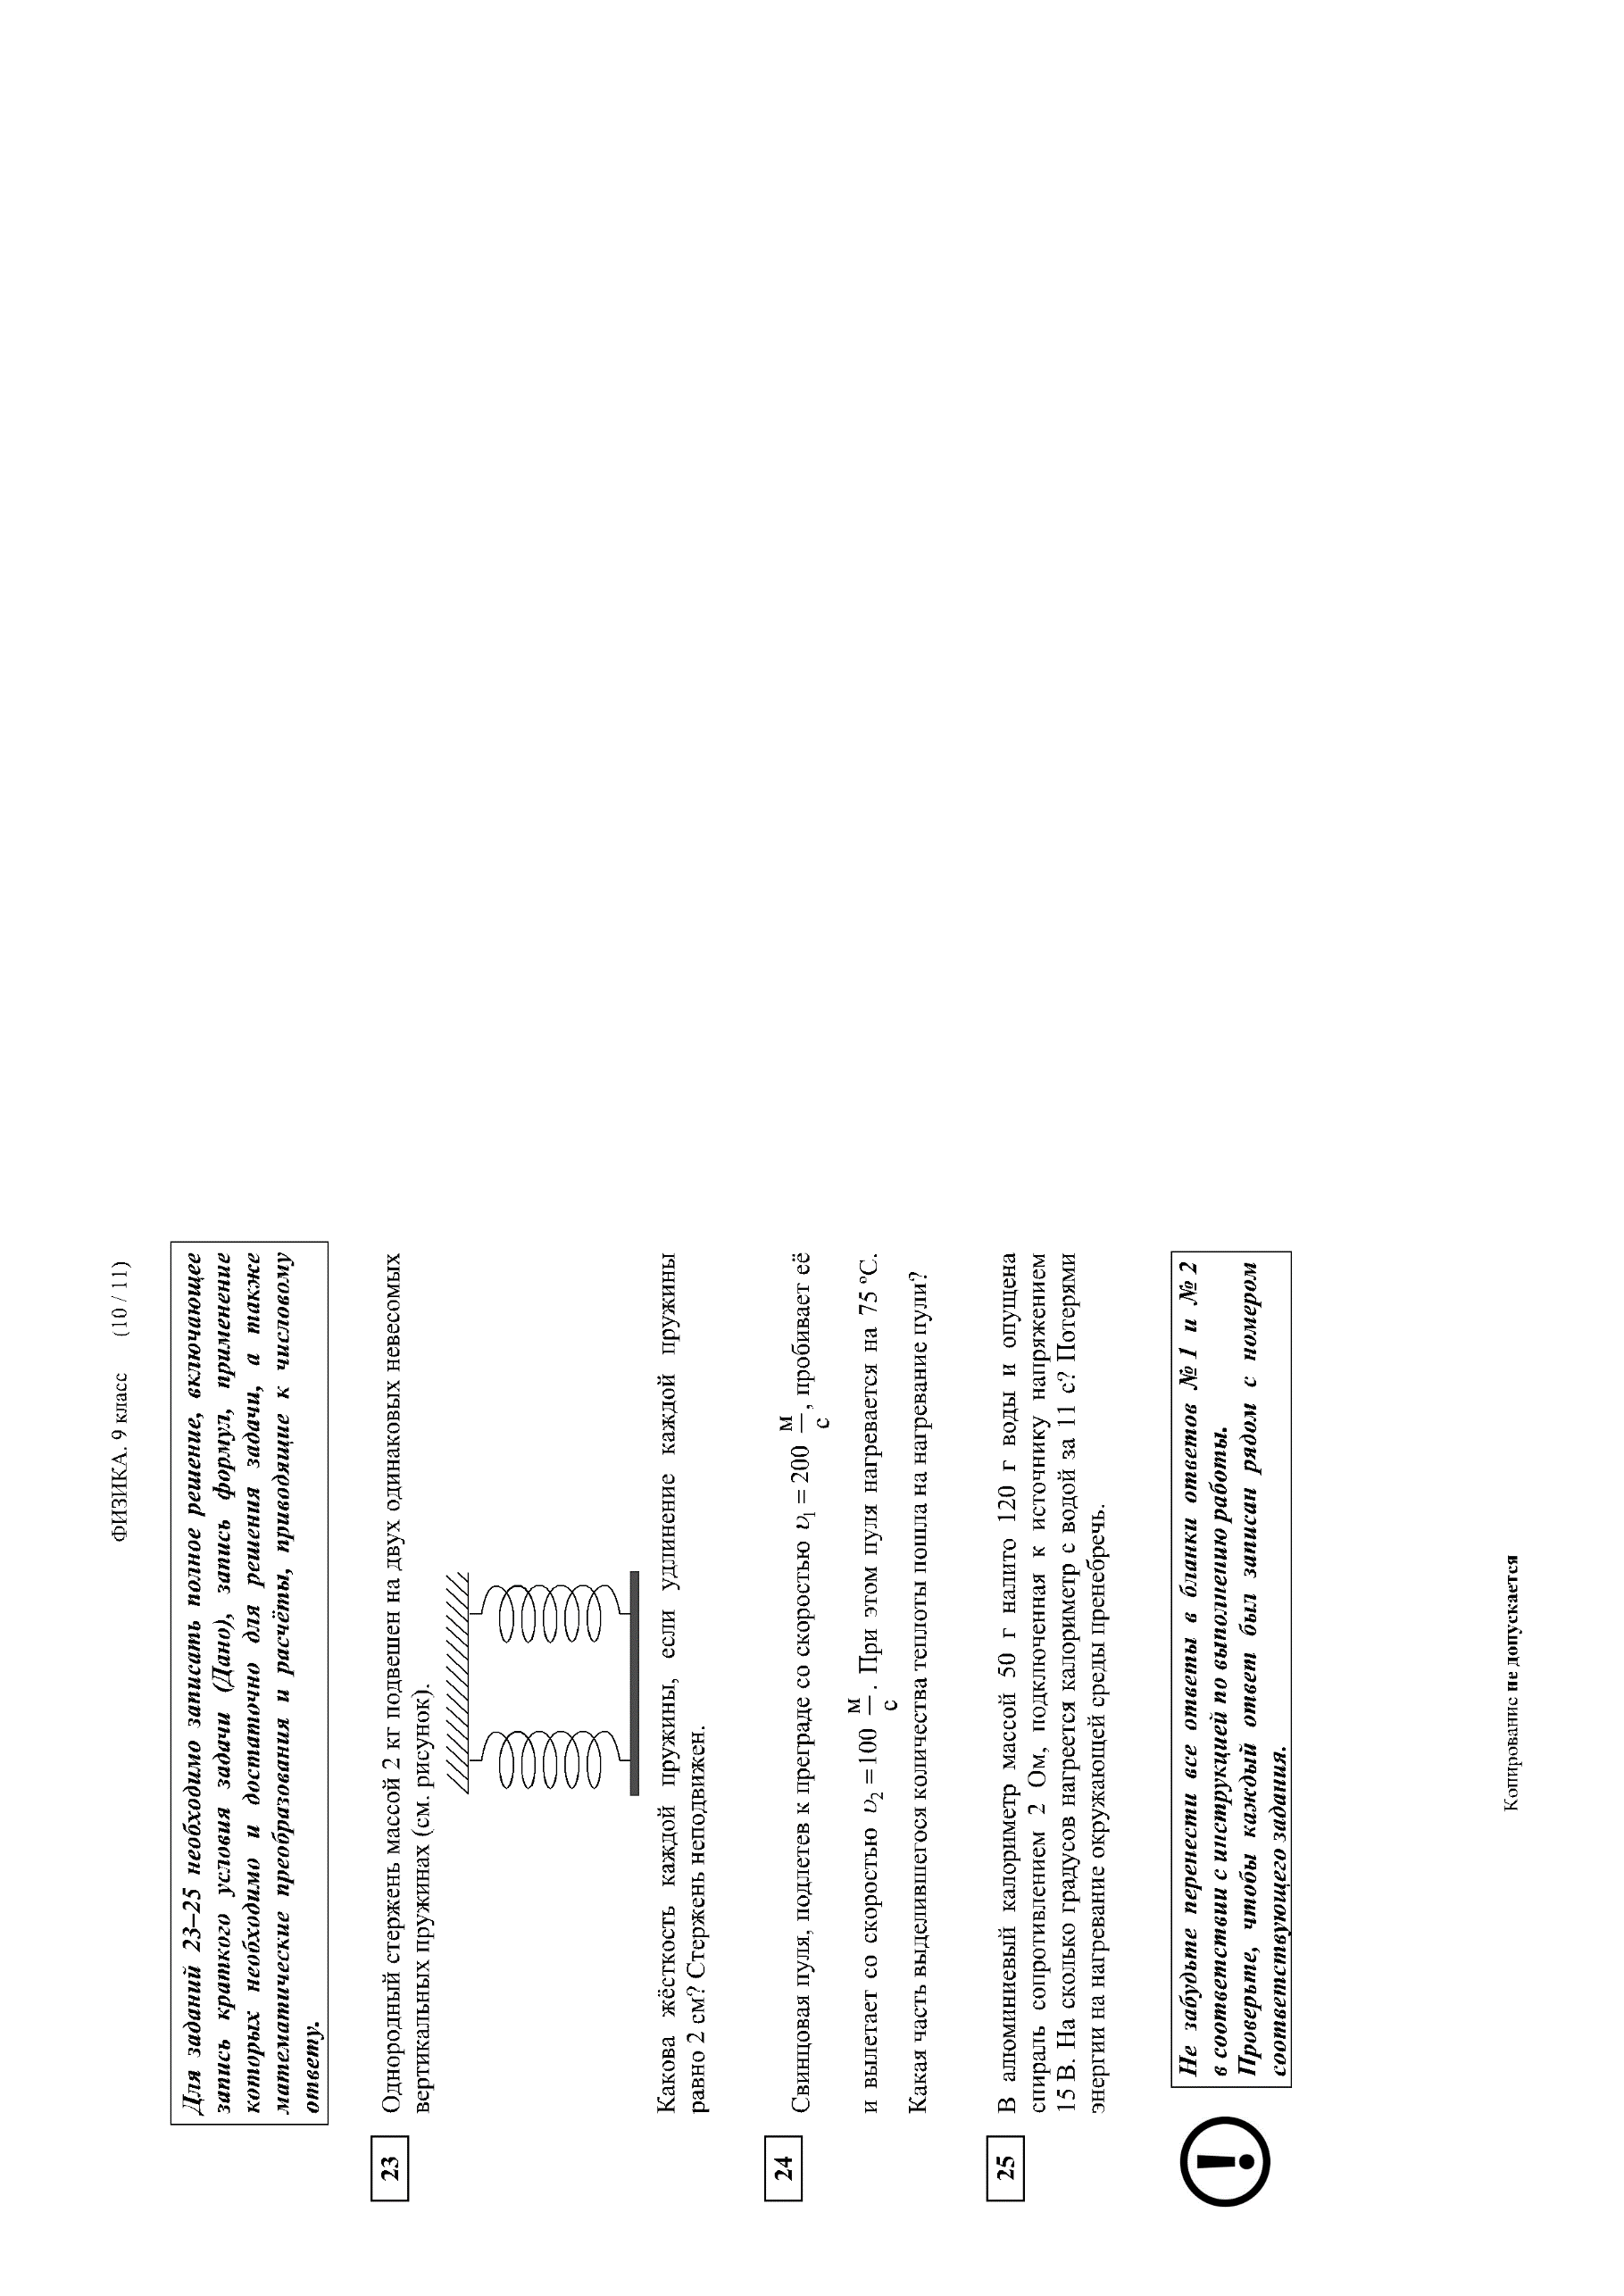 ФИЗИКА. 9 класс (10 / 11)
Для заданий 23–25 необходимо записать полное решение, включающее
запись краткого условия задачи (Дано), запись формул, применение
которых необходимо и достаточно для решения задачи, а также
математические преобразования и расчёты, приводящие к числовому
ответу.
23
Однородный стержень массой 2 кг подвешен на двух одинаковых невесомых
вертикальных пружинах (см. рисунок).
Какова жёсткость каждой пружины, если удлинение каждой пружины
равно 2 см? Стержень неподвижен.
24
Свинцовая пуля, подлетев к преграде со скоростью υ₁ = 200 м/с, пробивает её
и вылетает со скоростью υ₂ = 100 м/с. При этом пуля нагревается на 75 ºС.
Какая часть выделившегося количества теплоты пошла на нагревание пули?
25
В алюминиевый калориметр массой 50 г налито 120 г воды и опущена
спираль сопротивлением 2 Ом, подключенная к источнику напряжением
15 В. На сколько градусов нагреется калориметр с водой за 11 с? Потерями
энергии на нагревание окружающей среды пренебречь.
Не забудьте перенести все ответы в бланки ответов № 1 и № 2
в соответствии с инструкцией по выполнению работы.
Проверьте, чтобы каждый ответ был записан рядом с номером
соответствующего задания.
Копирование не допускается